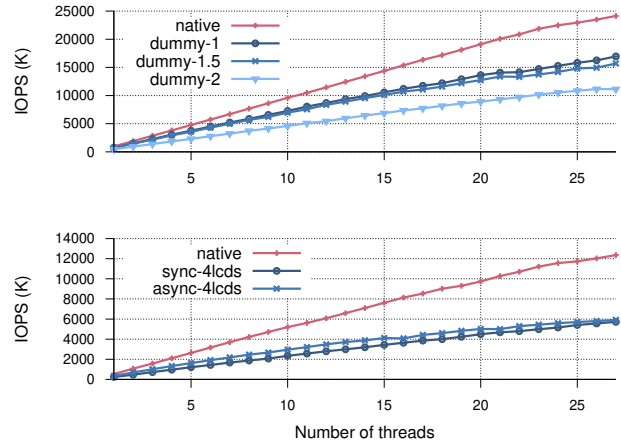 IOPS (K)
25000
20000
15000
10000
5000
0
native
dummy-1
dummy-1.5
dummy-2
5 10 15 20 25
IOPS (K)
14000
12000
10000
8000
6000
4000
2000
0
native
sync-4lcds
async-4lcds
5 10 15 20 25
Number of threads